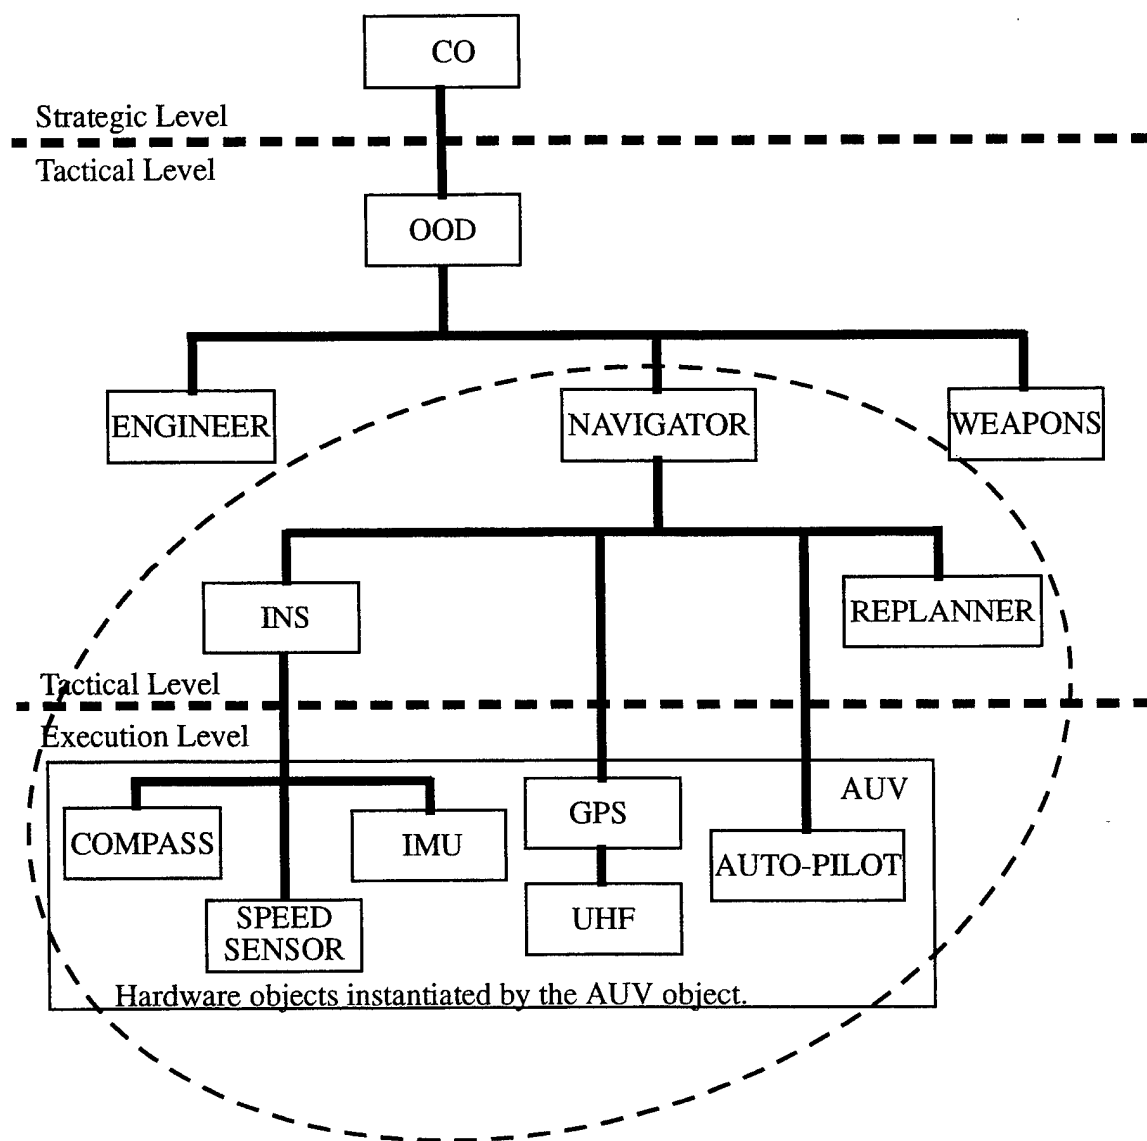 CO
Strategic Level
Tactical Level
OOD
ENGINEER
NAVIGATOR
WEAPONS
INS
REPLANNER
Tactical Level
Execution Level
AUV
COMPASS
IMU
GPS
AUTO-PILOT
SPEED
SENSOR
UHF
Hardware objects instantiated by the AUV object.